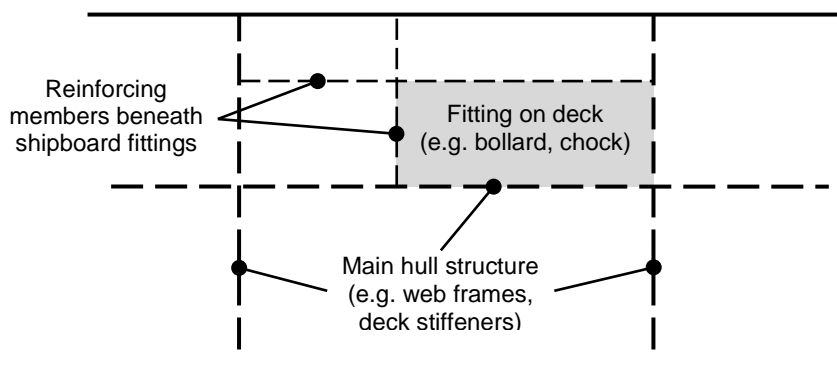 Reinforcing
members beneath
shipboard fittings
Fitting on deck
(e.g. bollard, chock)
Main hull structure
(e.g. web frames,
deck stiffeners)